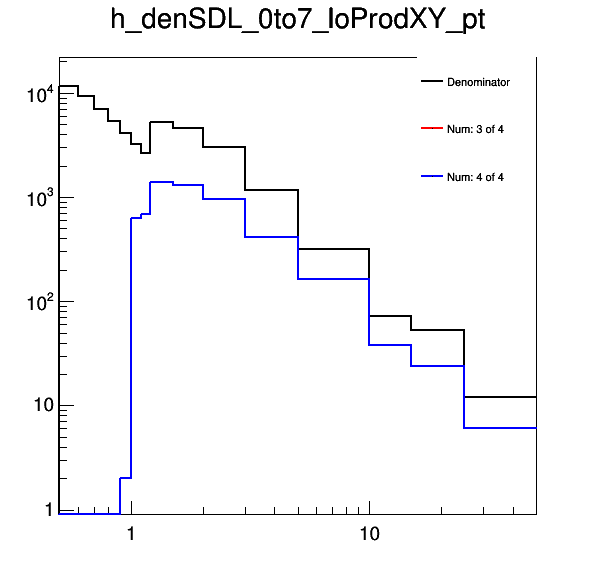 h_denSDL_0to7_loProdXY_pt
Denominator
Num: 3 of 4
Num: 4 of 4
10⁴
10³
10²
10
1
1 10